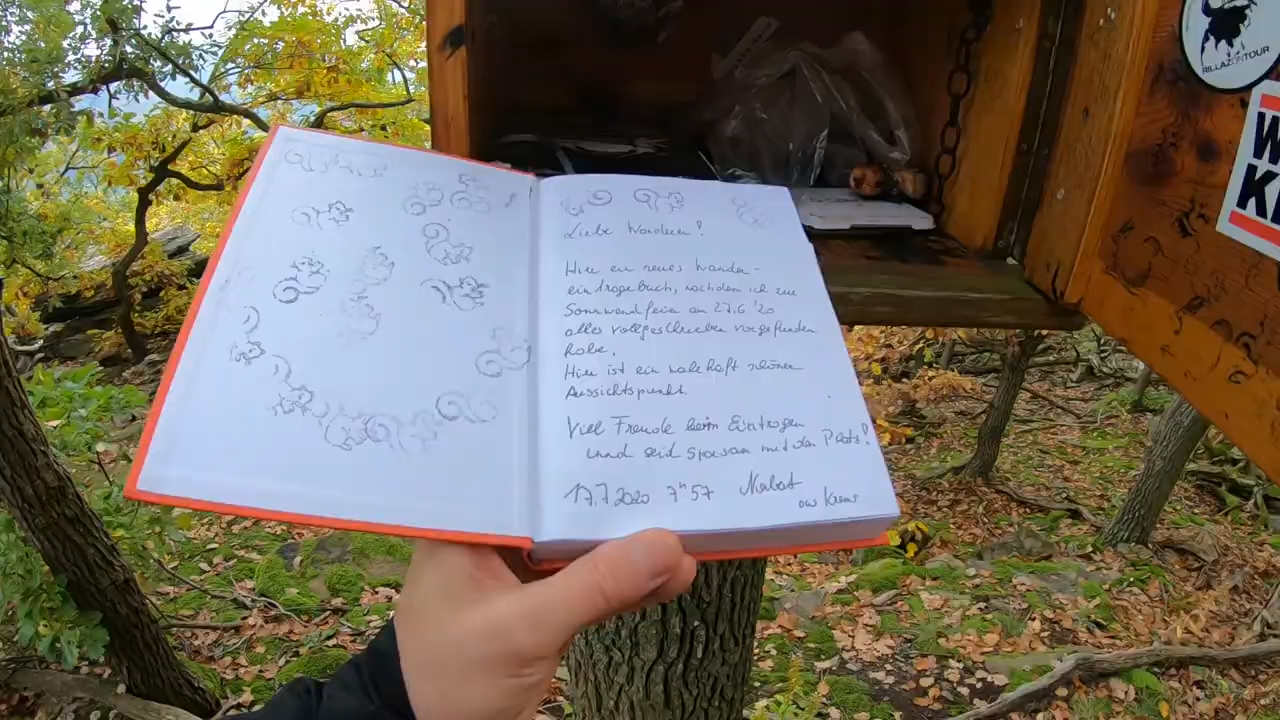 Liebe Wanderer!
Hier ein neues Wander-
eintragebuch, nachdem ich zur
Sonnwendfeier am 27.6 '20
alles vollgeschrieben vorgefunden
habe.
Hier ist ein wahrhaft schöner
Aussichtspunkt.
Viel Freude beim Eintragen
und seid sparsam mit dem Platz!
17.7.2020 7h57 Norbert
aus Krems
RILLAZONTOUR
W
K